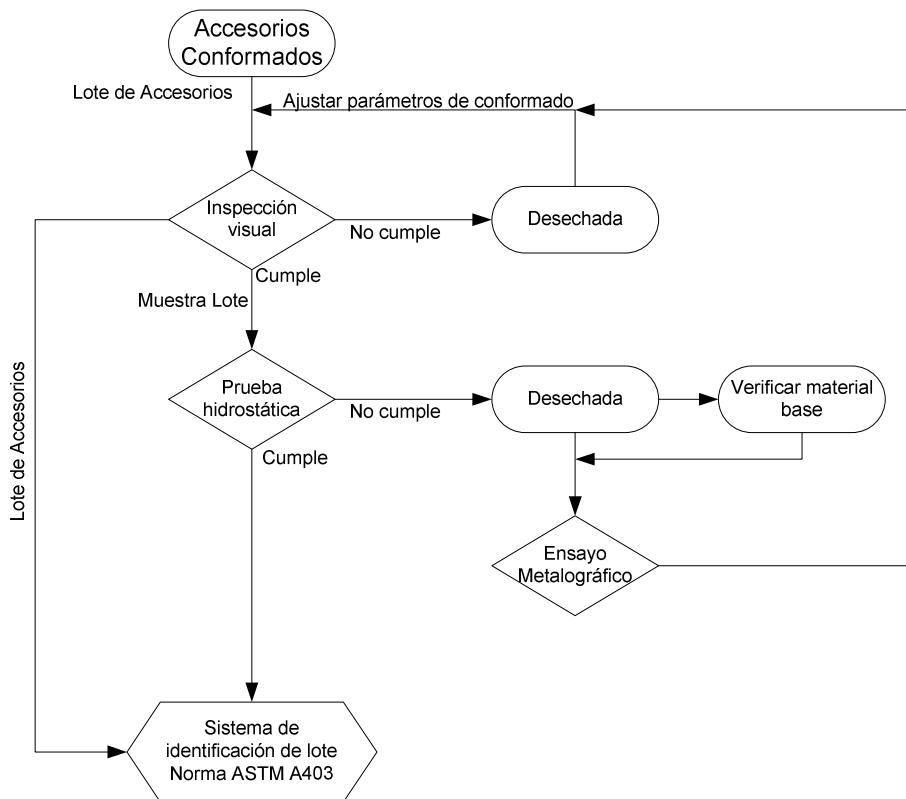 Accesorios
Conformados
Lote de Accesorios
Ajustar parámetros de conformado
Inspección
visual
No cumple
Desechada
Cumple
Muestra Lote
Lote de Accesorios
Prueba
hidrostática
No cumple
Desechada
Verificar material
base
Cumple
Ensayo
Metalográfico
Sistema de
identificación de lote
Norma ASTM A403